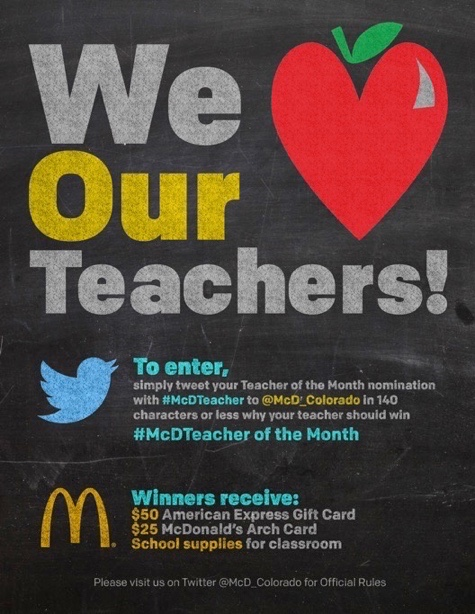 We
Our
Teachers!
To enter,
simply tweet your Teacher of the Month nomination
with #McDTeacher to @McD_Colorado in 140
characters or less why your teacher should win
#McDTeacher of the Month
Winners receive:
$50 American Express Gift Card
$25 McDonald's Arch Card
School supplies for classroom
Please visit us on Twitter @McD_Colorado for Official Rules